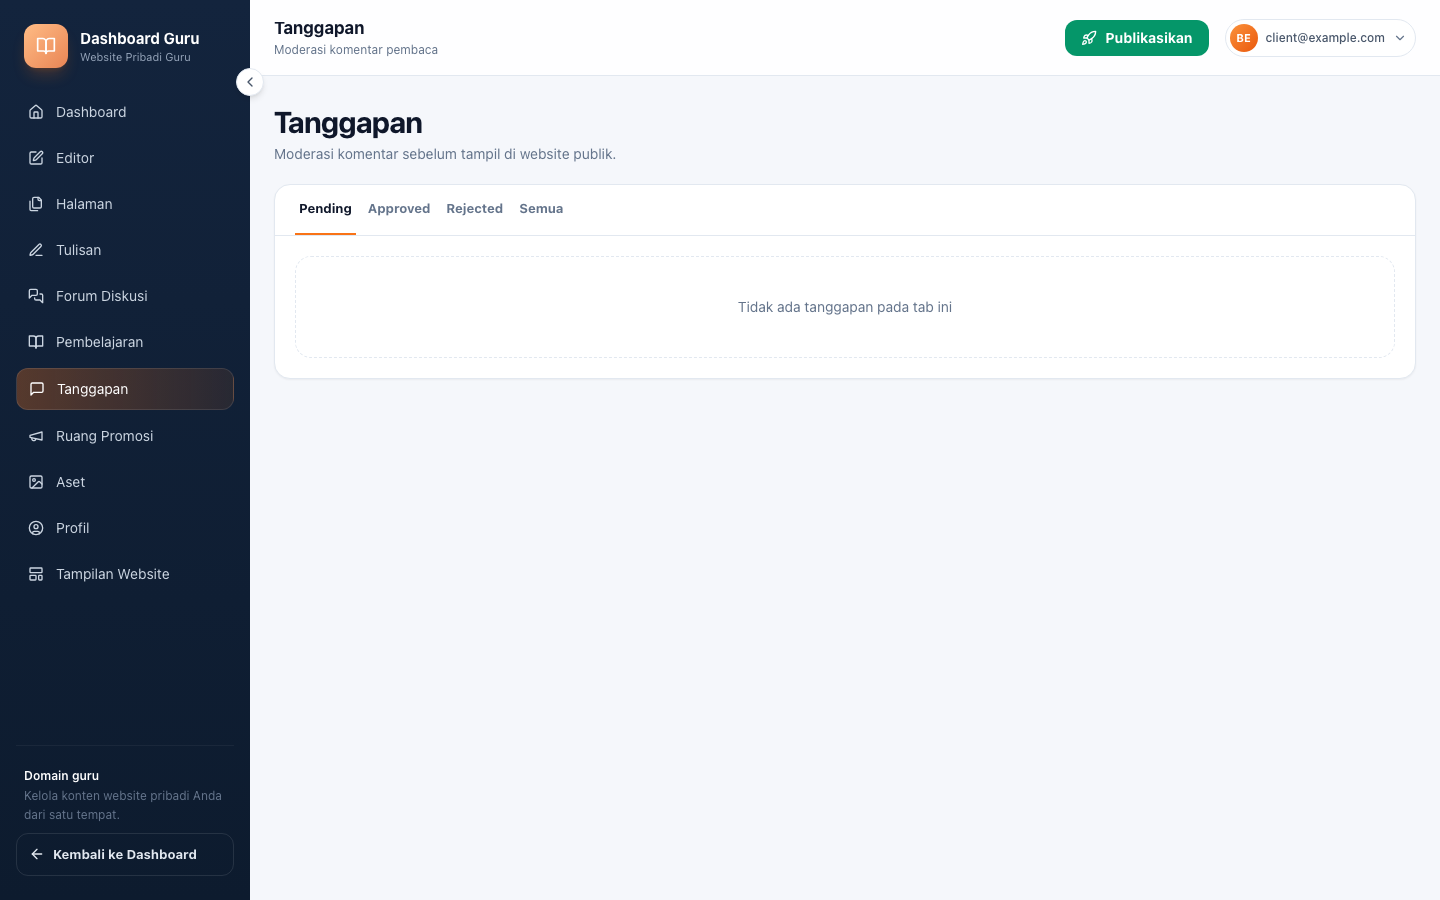 Dashboard Guru
Website Pribadi Guru
Dashboard
Editor
Halaman
Tulisan
Forum Diskusi
Pembelajaran
Tanggapan
Ruang Promosi
Aset
Profil
Tampilan Website
Domain guru
Kelola konten website pribadi Anda
dari satu tempat.
Kembali ke Dashboard
Tanggapan
Moderasi komentar pembaca
Publikasikan
BE client@example.com
Tanggapan
Moderasi komentar sebelum tampil di website publik.
Pending Approved Rejected Semua
Tidak ada tanggapan pada tab ini